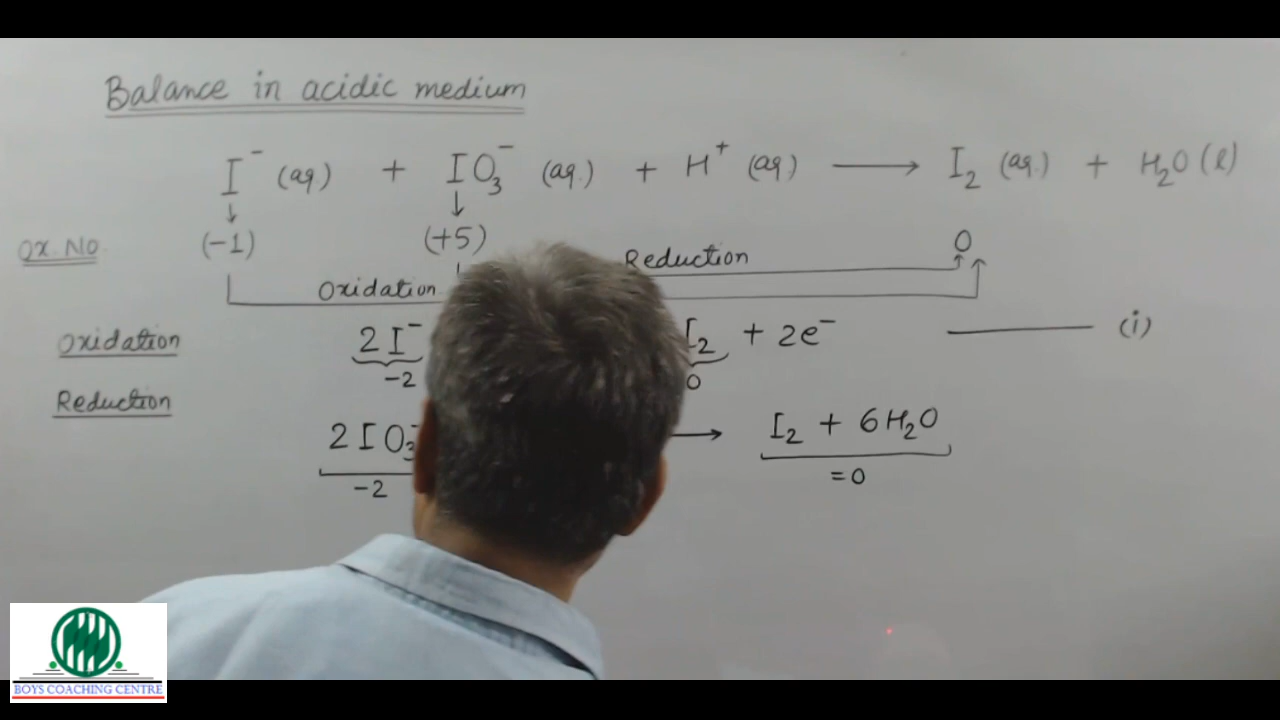 Balance in acidic medium
I⁻ (aq.) + IO₃⁻ (aq.) + H⁺ (aq) ⟶ I₂ (aq.) + H₂O (l)
↓ ↓
Ox. No (-1) (+5) 0
Reduction
Oxidation
Oxidation 2I⁻ I₂ + 2e⁻ — (i)
-2 0
Reduction
2IO₃ → I₂ + 6H₂O
-2 = 0
BOYS COACHING CENTRE